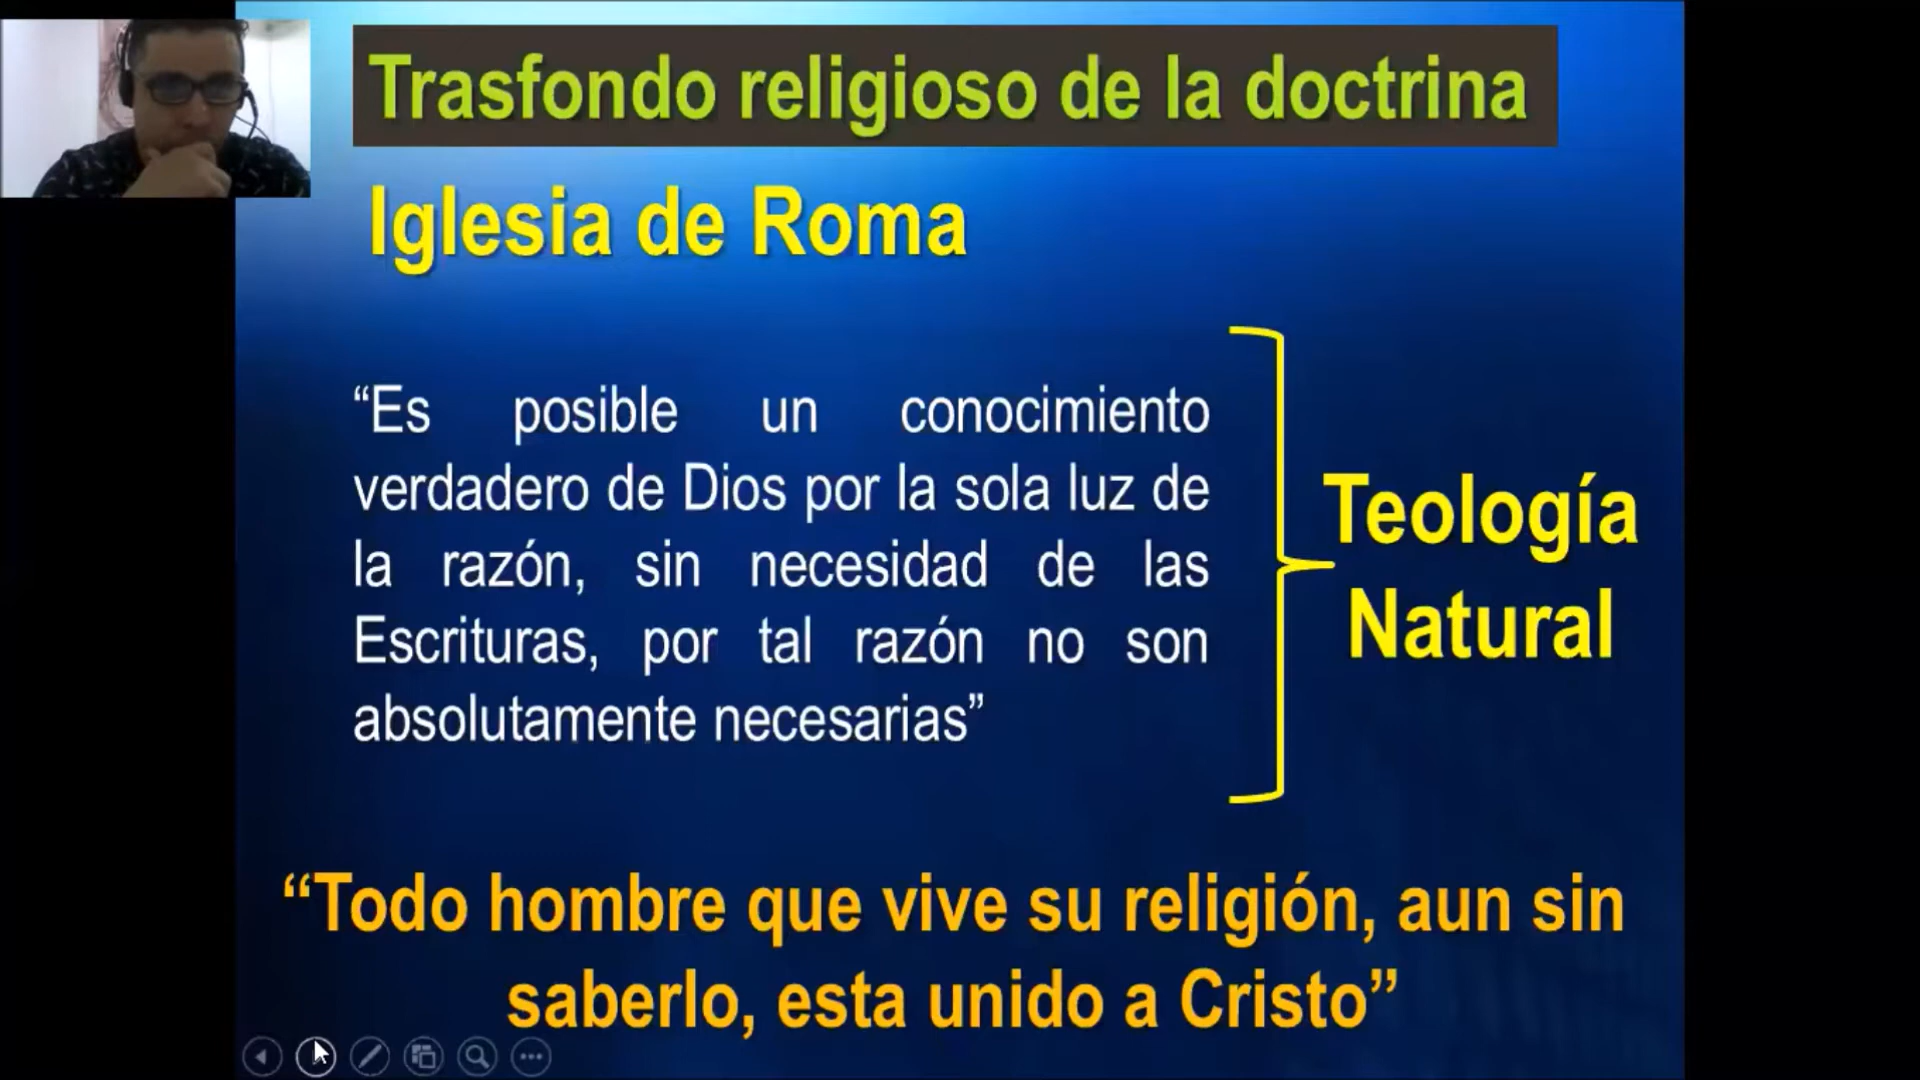 Trasfondo religioso de la doctrina
Iglesia de Roma
“Es posible un conocimiento
verdadero de Dios por la sola luz de
la razón, sin necesidad de las
Escrituras, por tal razón no son
absolutamente necesarias”
Teología
Natural
“Todo hombre que vive su religión, aun sin
saberlo, esta unido a Cristo”